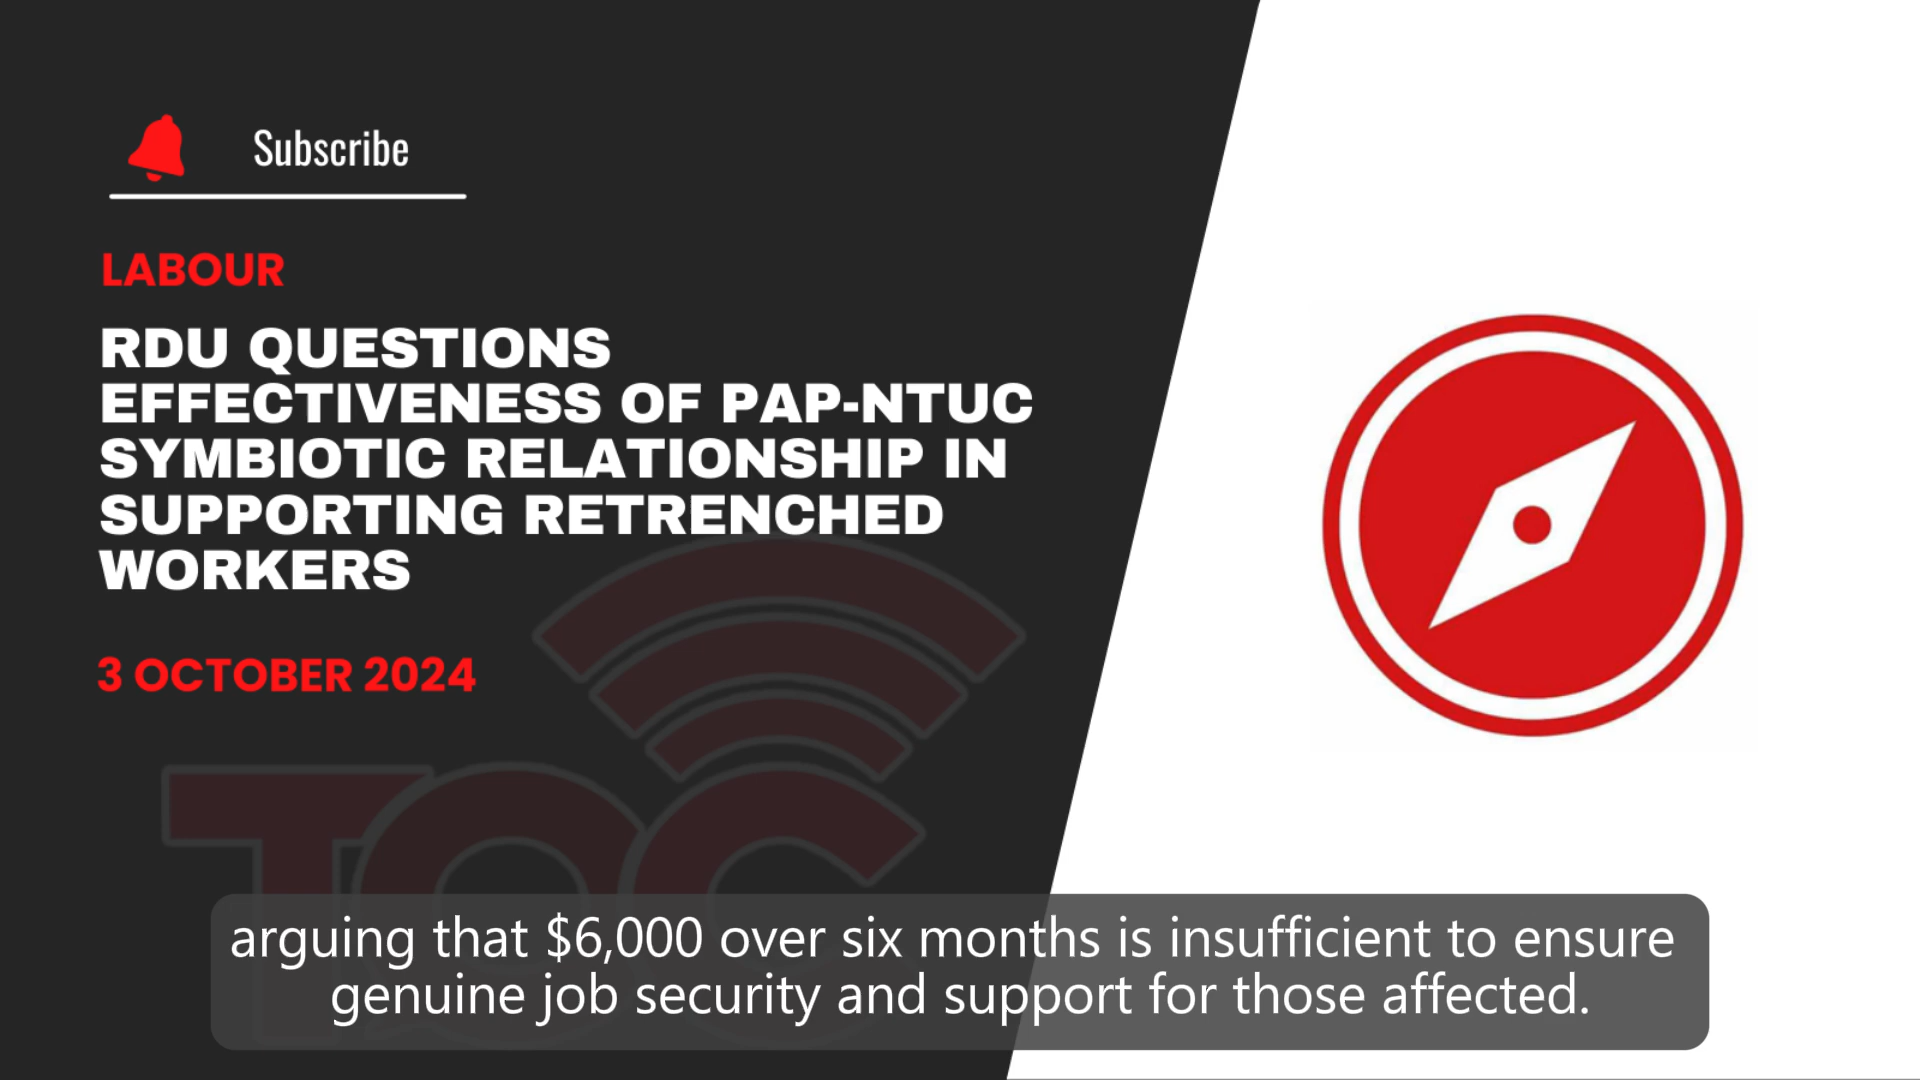 Subscribe
LABOUR
RDU QUESTIONS
EFFECTIVENESS OF PAP-NTUC
SYMBIOTIC RELATIONSHIP IN
SUPPORTING RETRENCHED
WORKERS
3 OCTOBER 2024
TOC
arguing that $6,000 over six months is insufficient to ensure
genuine job security and support for those affected.